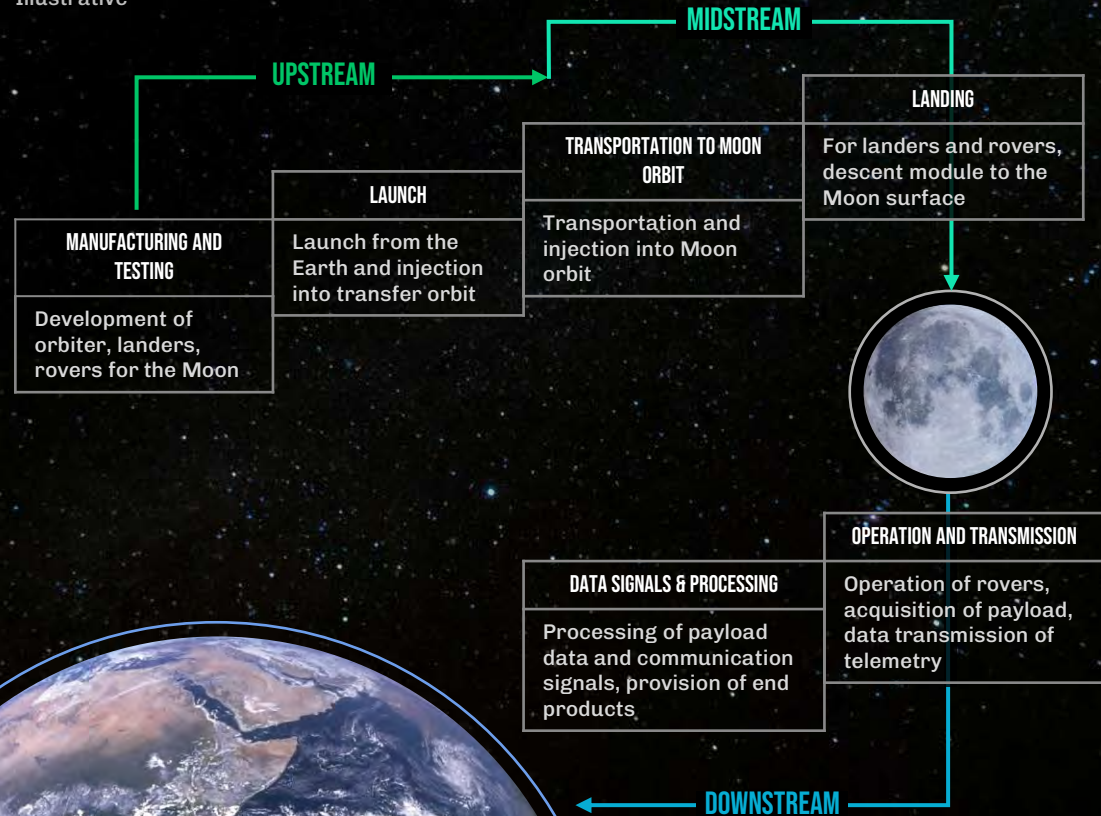 Illustrative
MIDSTREAM
UPSTREAM
LANDING
For landers and rovers,
descent module to the
Moon surface
TRANSPORTATION TO MOON
ORBIT
Transportation and
injection into Moon
orbit
LAUNCH
Launch from the
Earth and injection
into transfer orbit
MANUFACTURING AND
TESTING
Development of
orbiter, landers,
rovers for the Moon
OPERATION AND TRANSMISSION
Operation of rovers,
acquisition of payload,
data transmission of
telemetry
DATA SIGNALS & PROCESSING
Processing of payload
data and communication
signals, provision of end
products
DOWNSTREAM